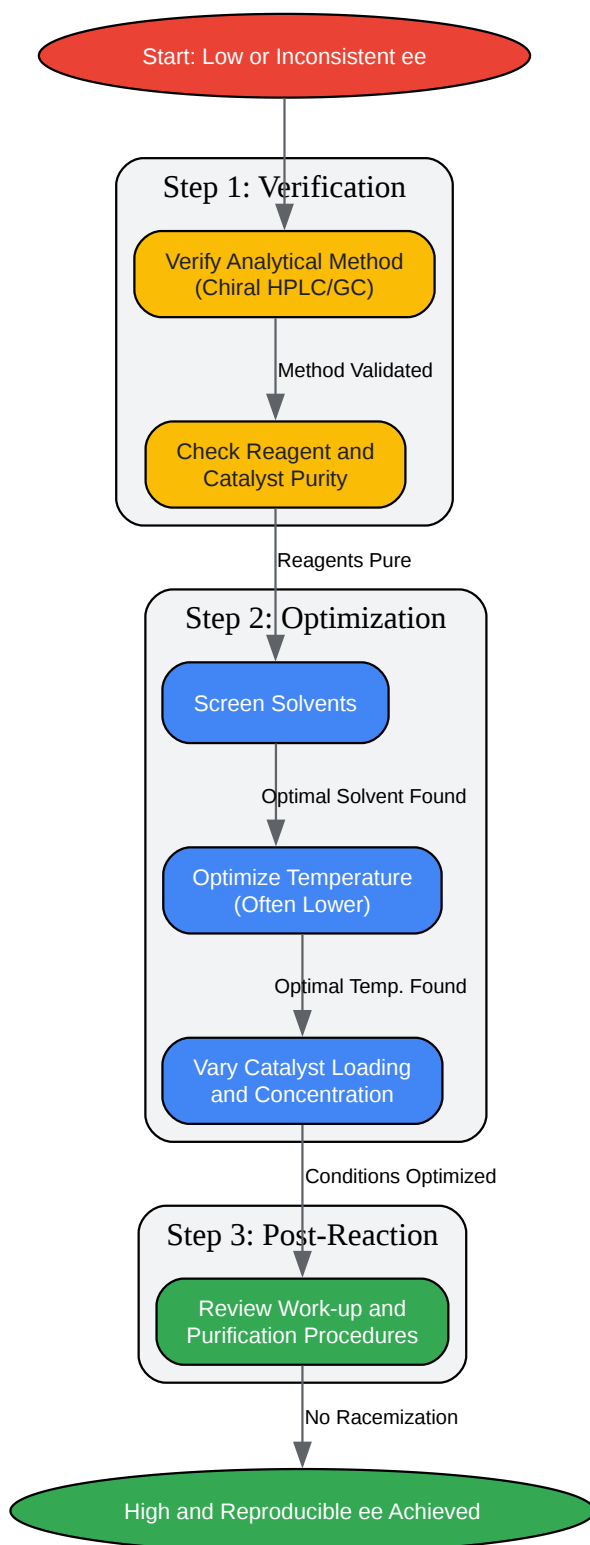 Start: Low or Inconsistent ee
Step 1: Verification
Verify Analytical Method
(Chiral HPLC/GC)
Method Validated
Check Reagent and
Catalyst Purity
Reagents Pure
Step 2: Optimization
Screen Solvents
Optimal Solvent Found
Optimize Temperature
(Often Lower)
Optimal Temp. Found
Vary Catalyst Loading
and Concentration
Conditions Optimized
Step 3: Post-Reaction
Review Work-up and
Purification Procedures
No Racemization
High and Reproducible ee Achieved